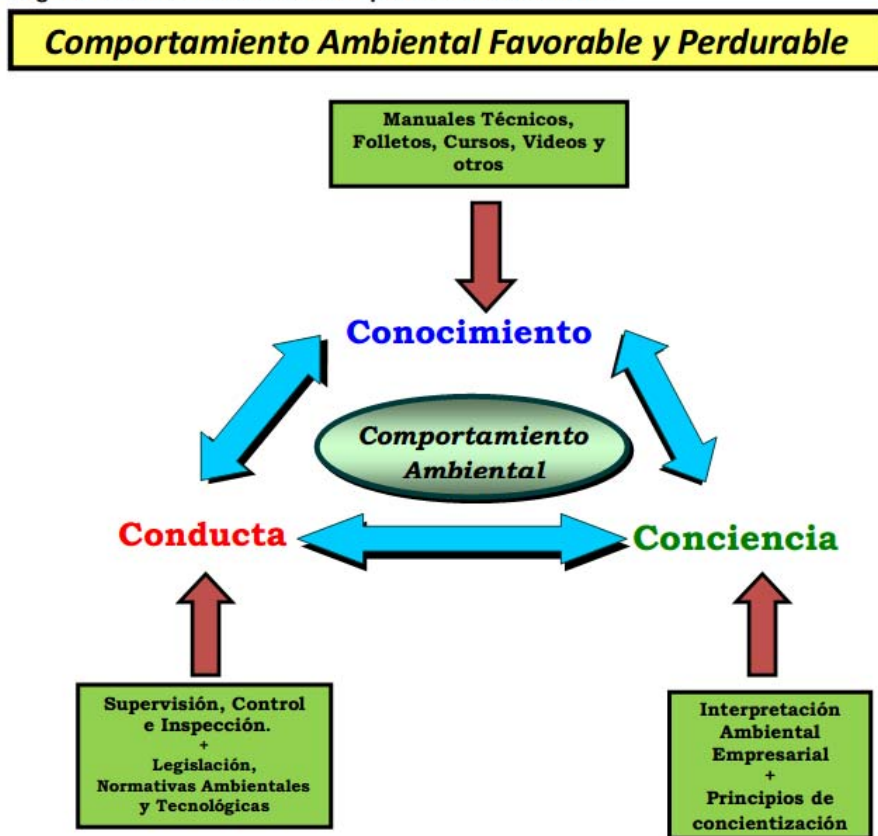 Comportamiento Ambiental Favorable y Perdurable
Manuales Técnicos,
Folletos, Cursos, Videos y
otros
Conocimiento
Comportamiento
Ambiental
Conducta
Conciencia
Supervisión, Control
e Inspección.
+
Legislación,
Normativas Ambientales
y Tecnológicas
Interpretación
Ambiental
Empresarial
+
Principios de
concientización